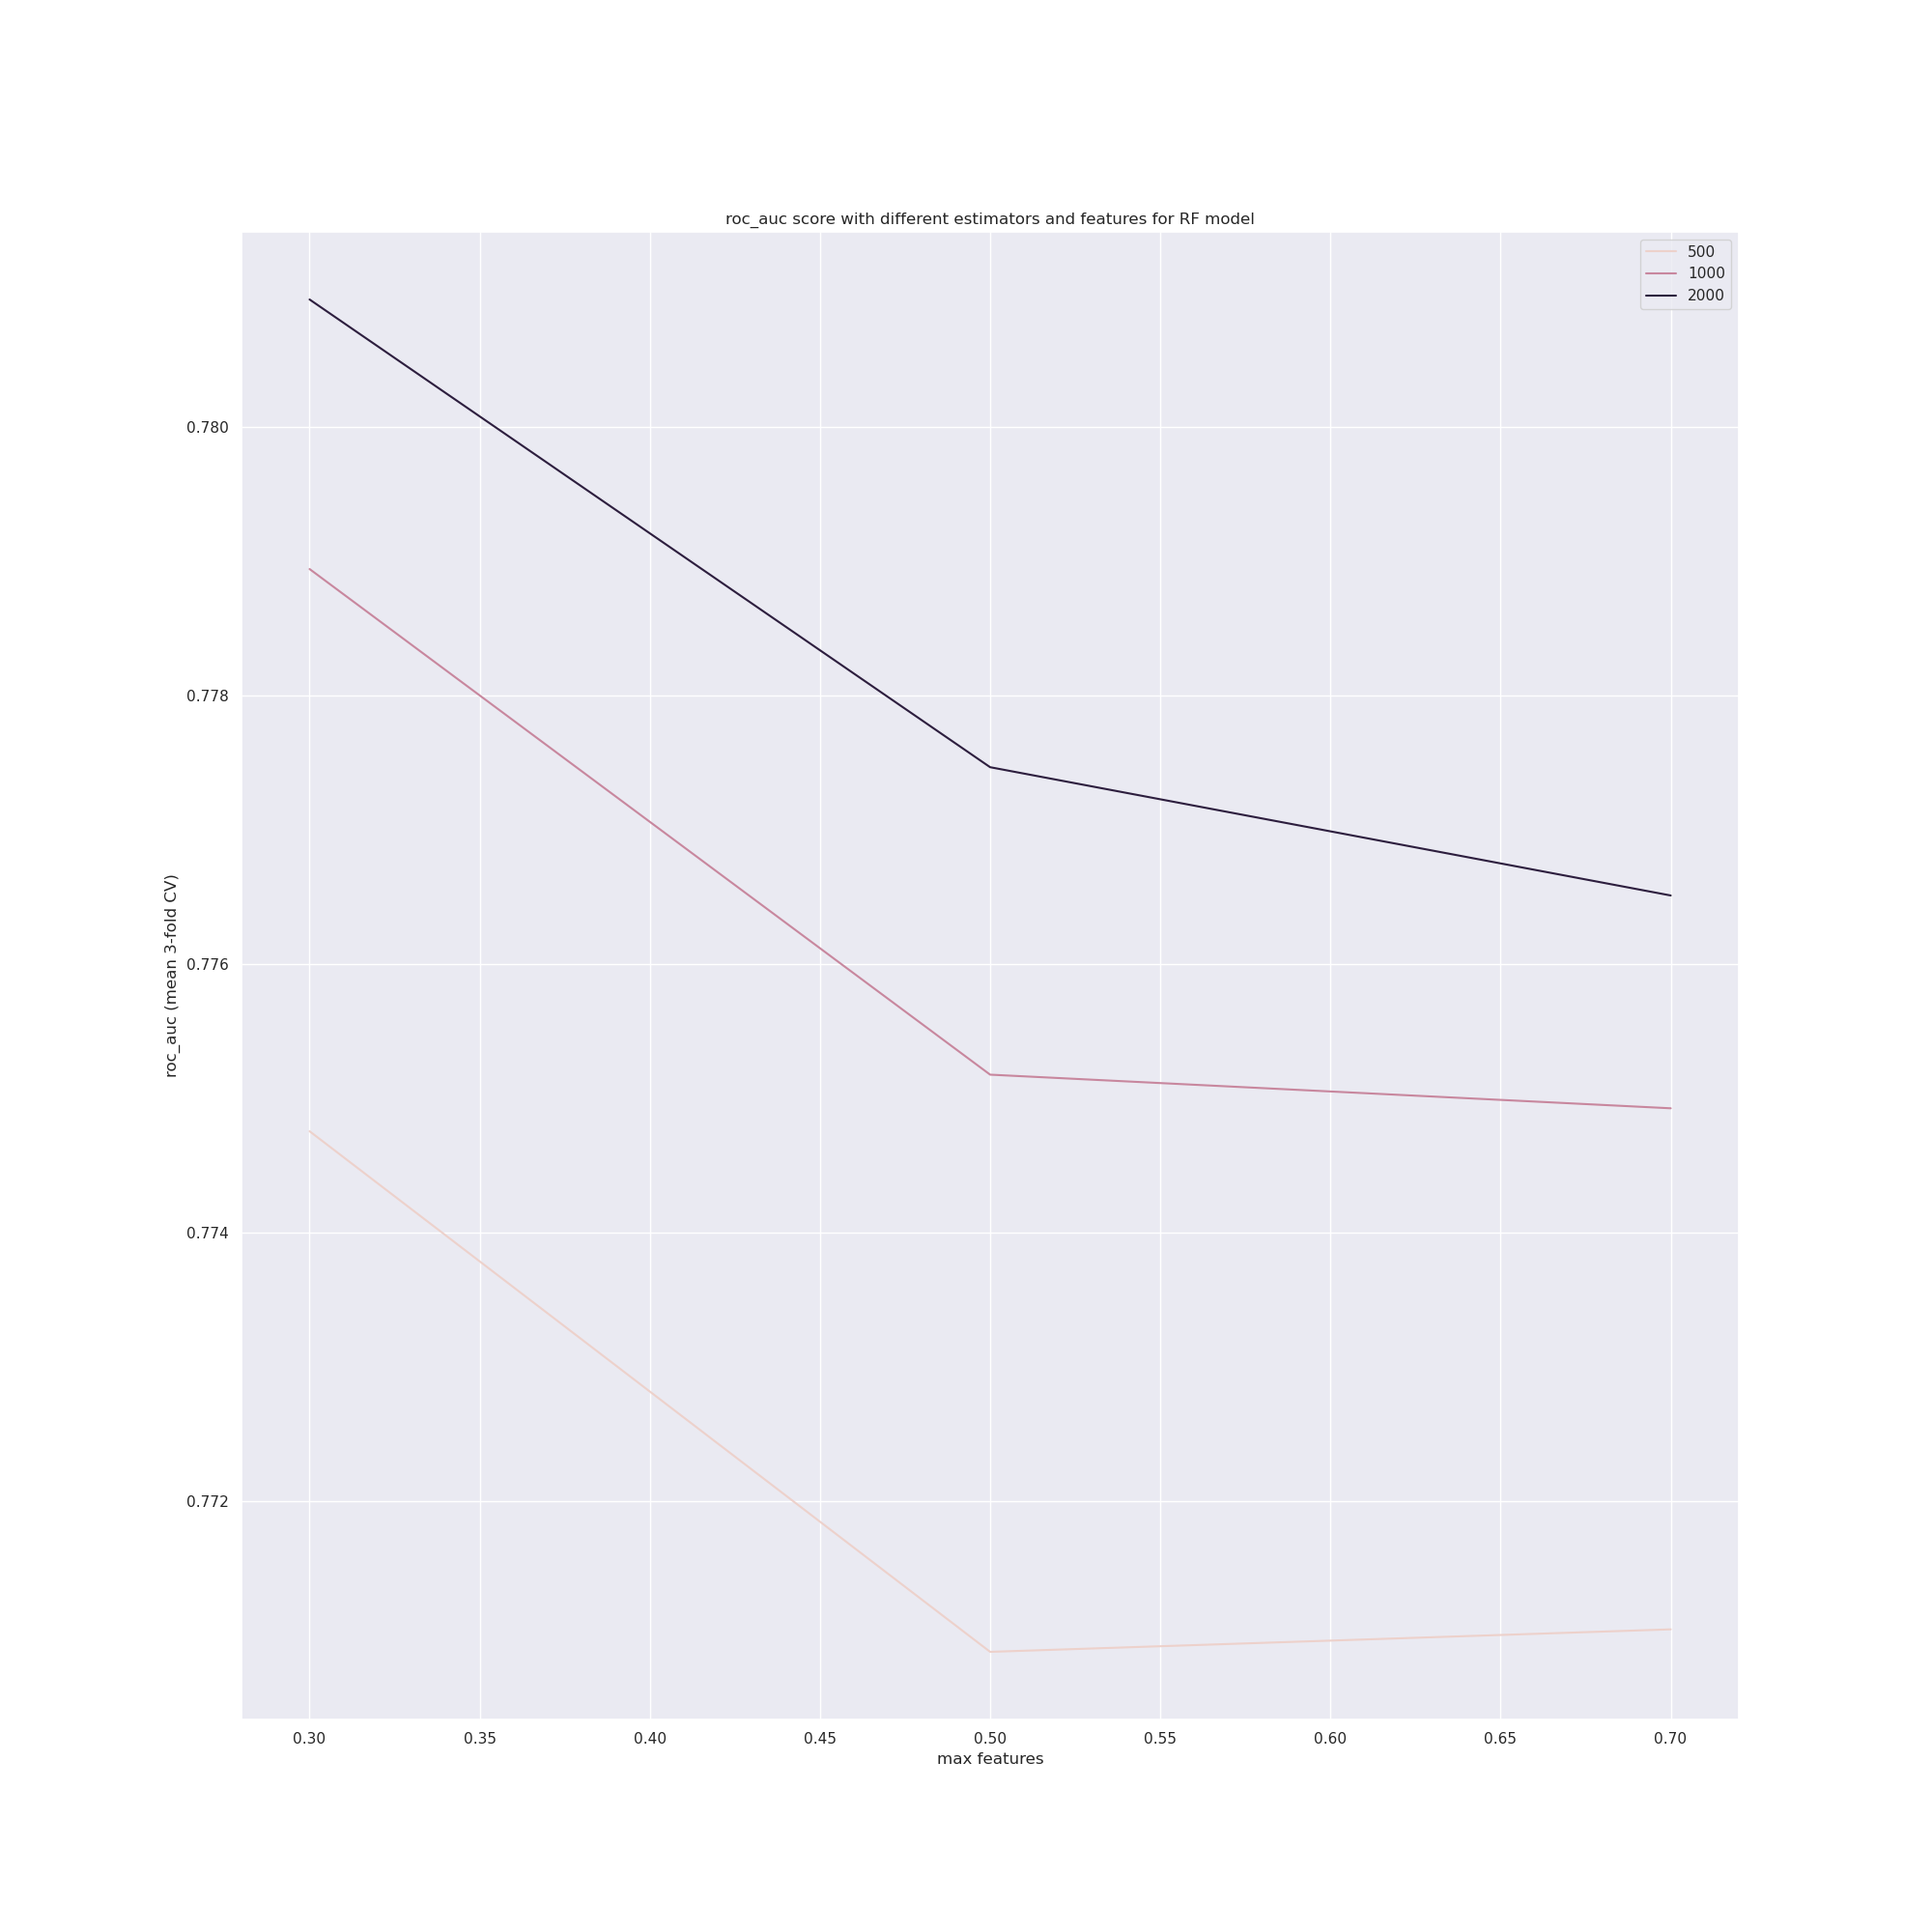 roc_auc score with different estimators and features for RF model
500
1000
2000
0.780
0.778
0.776
0.774
0.772
roc_auc (mean 3-fold CV)
0.30 0.35 0.40 0.45 0.50 0.55 0.60 0.65 0.70
max features